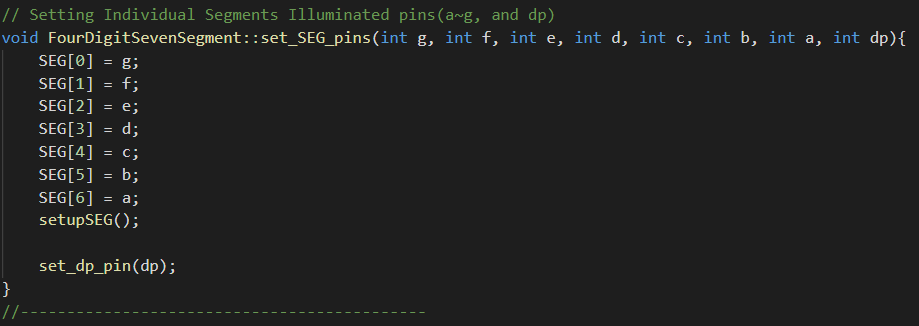 // Setting Individual Segments Illuminated pins(a~g, and dp)
void FourDigitSevenSegment::set_SEG_pins(int g, int f, int e, int d, int c, int b, int a, int dp){
    SEG[0] = g;
    SEG[1] = f;
    SEG[2] = e;
    SEG[3] = d;
    SEG[4] = c;
    SEG[5] = b;
    SEG[6] = a;
    setupSEG();

    set_dp_pin(dp);
}
//--------------------------------------------